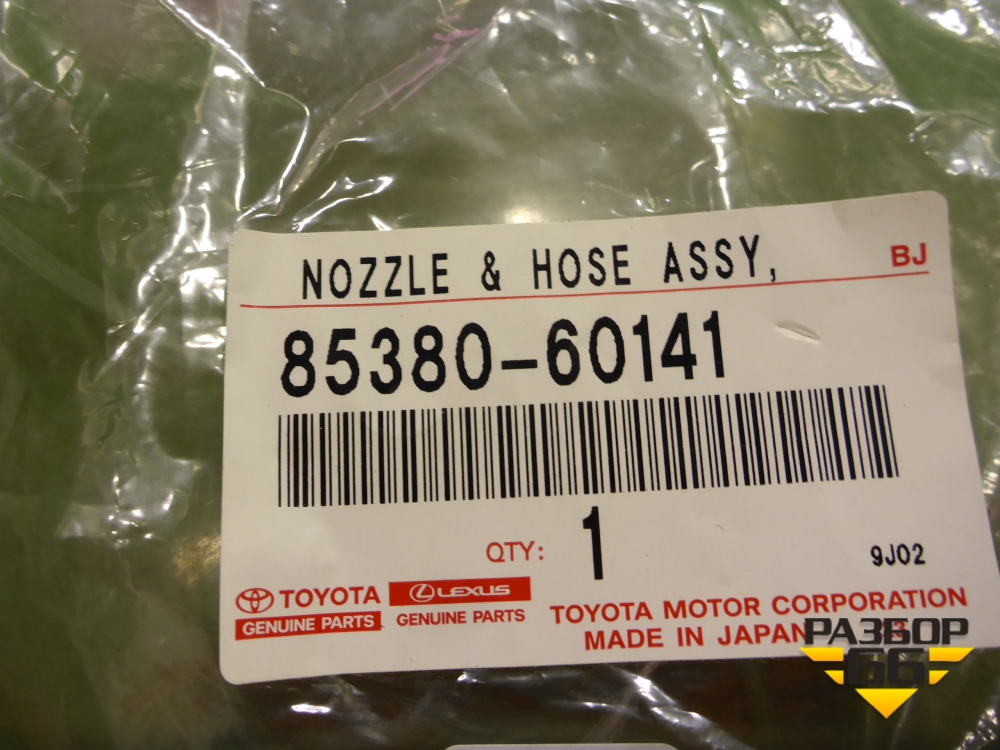 NOZZLE & HOSE ASSY,
BJ
85380-60141
QTY: 1
9J02
TOYOTA
GENUINE PARTS
LEXUS
GENUINE PARTS
TOYOTA MOTOR CORPORATION
MADE IN JAPAN
РАЗБОР
66